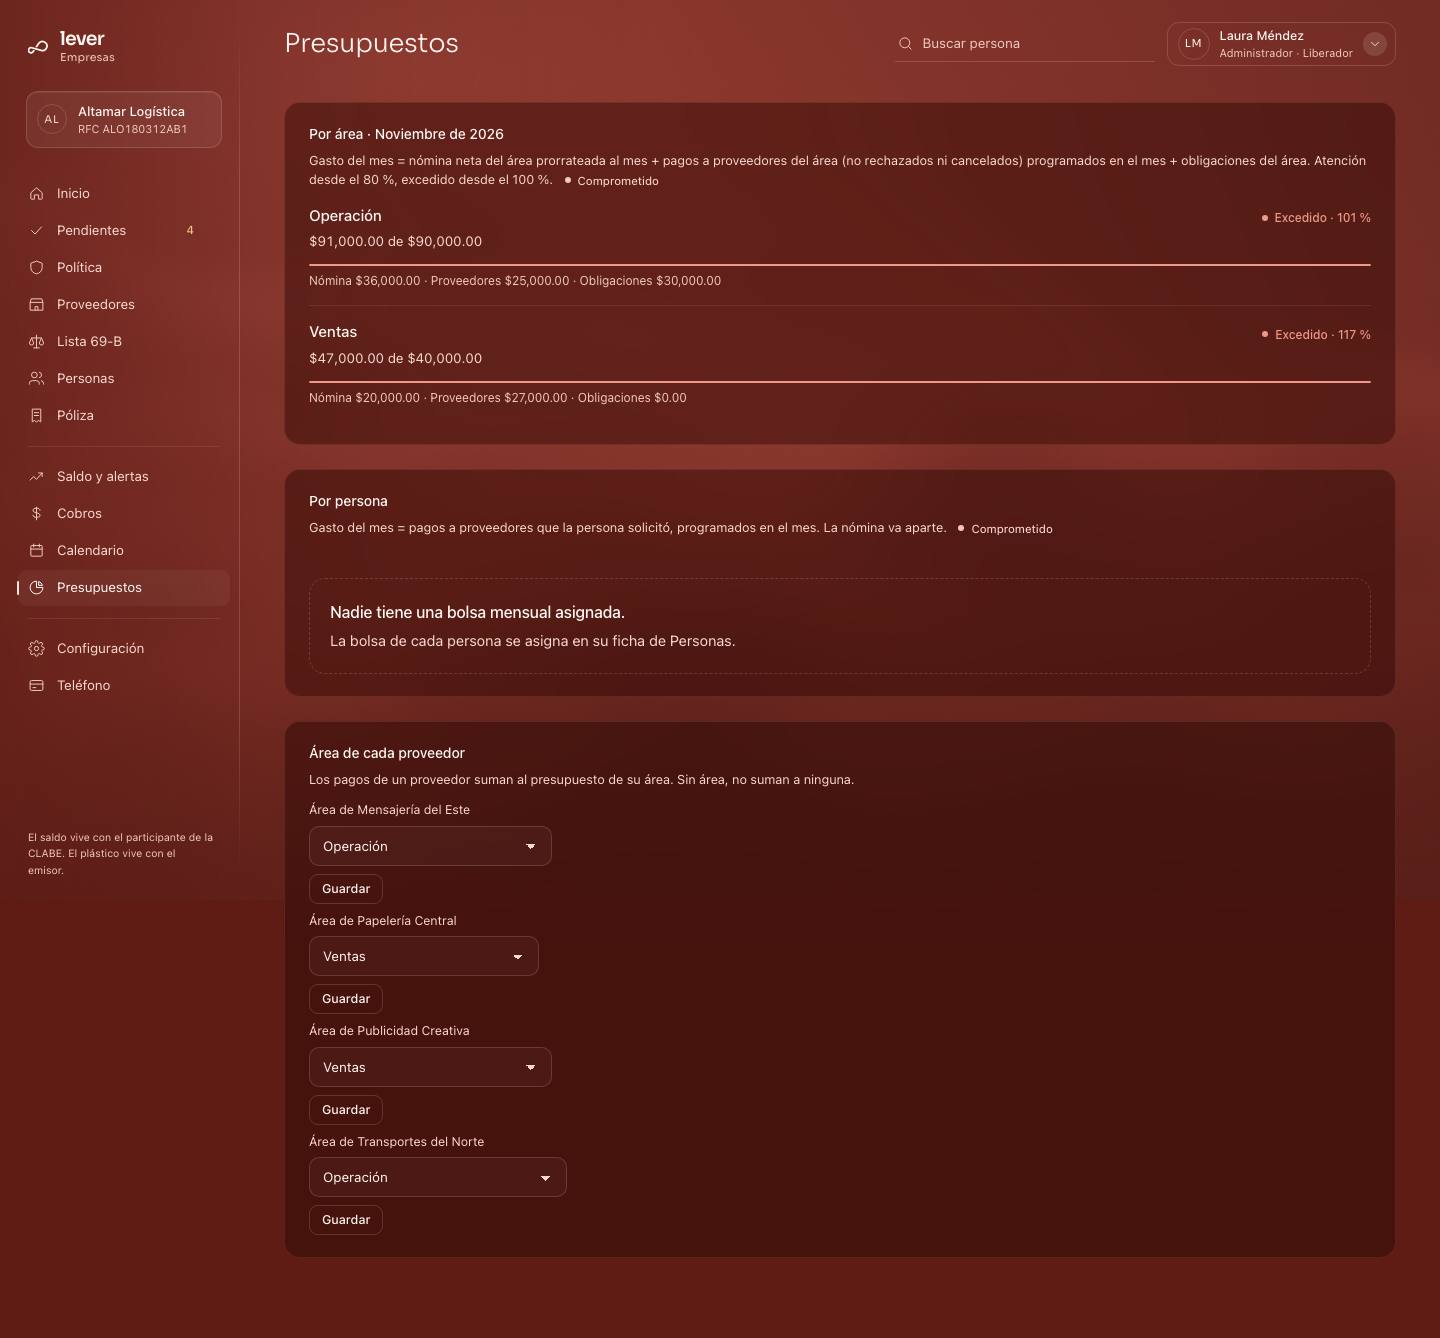 lever
Empresas
AL
Altamar Logística
RFC ALO180312AB1
Inicio
Pendientes 4
Política
Proveedores
Lista 69-B
Personas
Póliza
Saldo y alertas
Cobros
Calendario
Presupuestos
Configuración
Teléfono
El saldo vive con el participante de la
CLABE. El plástico vive con el
emisor.
Presupuestos
Buscar persona
LM
Laura Méndez
Administrador · Liberador
Por área · Noviembre de 2026
Gasto del mes = nómina neta del área prorrateada al mes + pagos a proveedores del área (no rechazados ni cancelados) programados en el mes + obligaciones del área. Atención
desde el 80 %, excedido desde el 100 %. Comprometido
Operación
Excedido · 101 %
$91,000.00 de $90,000.00
Nómina $36,000.00 · Proveedores $25,000.00 · Obligaciones $30,000.00
Ventas
Excedido · 117 %
$47,000.00 de $40,000.00
Nómina $20,000.00 · Proveedores $27,000.00 · Obligaciones $0.00
Por persona
Gasto del mes = pagos a proveedores que la persona solicitó, programados en el mes. La nómina va aparte. Comprometido
Nadie tiene una bolsa mensual asignada.
La bolsa de cada persona se asigna en su ficha de Personas.
Área de cada proveedor
Los pagos de un proveedor suman al presupuesto de su área. Sin área, no suman a ninguna.
Área de Mensajería del Este
Operación
Guardar
Área de Papelería Central
Ventas
Guardar
Área de Publicidad Creativa
Ventas
Guardar
Área de Transportes del Norte
Operación
Guardar